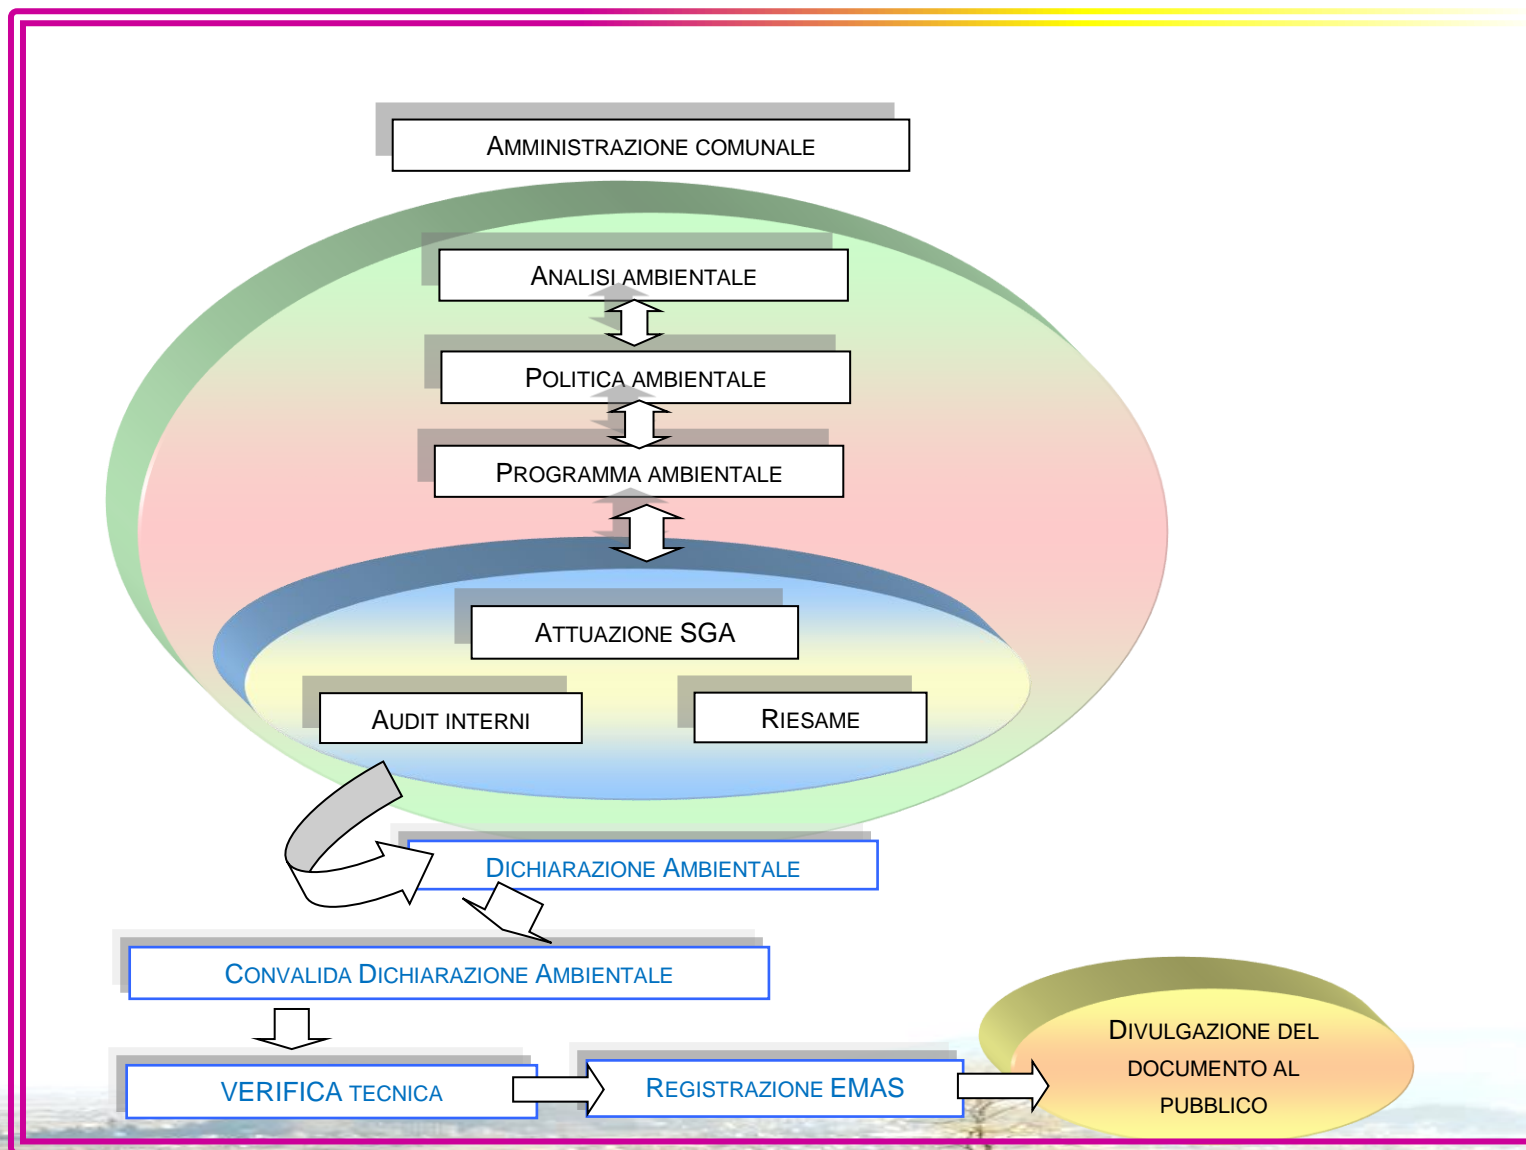 AMMINISTRAZIONE COMUNALE
ANALISI AMBIENTALE
POLITICA AMBIENTALE
PROGRAMMA AMBIENTALE
ATTUAZIONE SGA
AUDIT INTERNI
RIESAME
DICHIARAZIONE AMBIENTALE
CONVALIDA DICHIARAZIONE AMBIENTALE
VERIFICA TECNICA
REGISTRAZIONE EMAS
DIVULGAZIONE DEL
DOCUMENTO AL
PUBBLICO